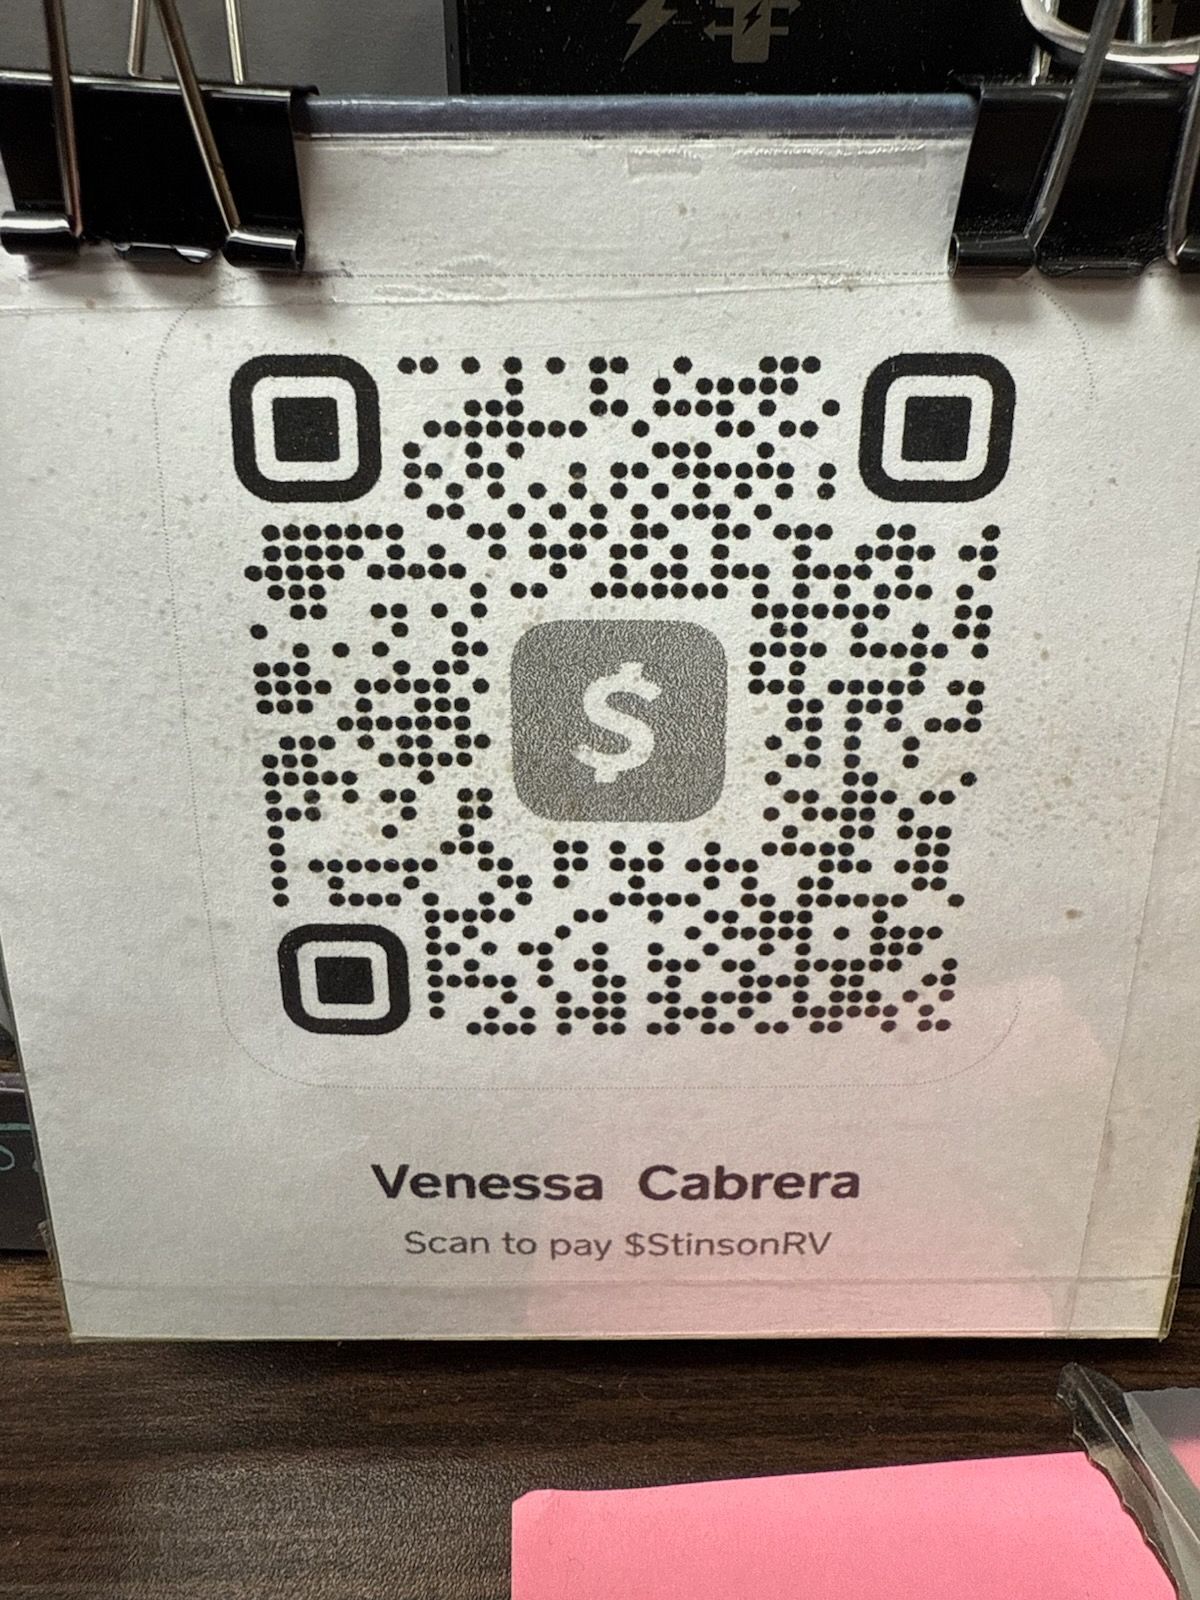 $
Venessa Cabrera
Scan to pay $StinsonRV